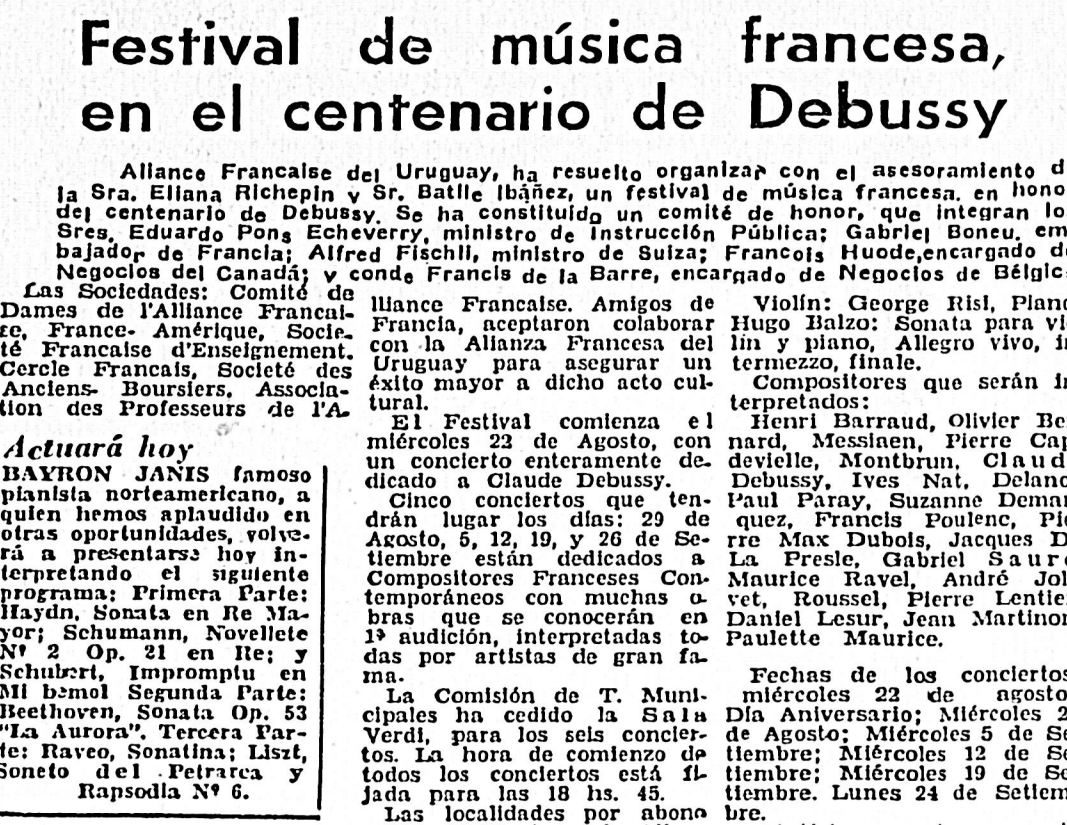 Festival de música francesa,
en el centenario de Debussy
Aliance Francaise del Uruguay, ha resuelto organizar con el asesoramiento d
la Sra. Eliana Richepin y Sr. Batlle Ibáñez, un festival de música francesa. en hono
del centenario de Debussy. Se ha constituído un comité de honor, que integran lo
Sres. Eduardo Pons Echeverry, ministro de Instrucción Pública; Gabriel Boneu. em
bajador de Francia; Alfred Fischli, ministro de Suiza; Francois Huode,encargado de
Negocios del Canadá; y conde Francis de la Barre, encargado de Negocios de Bélgic
Las Sociedades: Comité de
Dames de l'Alliance Francai-
se, France- Amérique, Socie-
té Francaise d'Enseignement.
Cercle Francais, Societé des
Anciens- Boursiers, Associa-
tion des Professeurs de l'A-
Actuará hoy
BAYRON JANIS famoso
pianista norteamericano, a
quien hemos aplaudido en
otras oportunidades, volve-
rá a presentarse hoy in-
terpretando el siguiente
programa: Primera Parte:
Haydn, Sonata en Re Ma-
yor; Schumann, Novellete
Nº 2 Op. 21 en Re; y
Schubert, Impromptu en
Mi bemol Segunda Parte:
Beethoven, Sonata Op. 53
"La Aurora". Tercera Par-
te: Raveo, Sonatina; Liszt,
Soneto del Petrarca y
Rapsodia Nº 6.
lliance Francaise. Amigos de
Francia, aceptaron colaborar
con la Alianza Francesa del
Uruguay para asegurar un
éxito mayor a dicho acto cul-
tural.
El Festival comienza el
miércoles 22 de Agosto, con
un concierto enteramente de-
dicado a Claude Debussy.
Cinco conciertos que ten-
drán lugar los días: 29 de
Agosto, 5, 12, 19, y 26 de Se-
tiembre están dedicados a
Compositores Franceses Con-
temporáneos con muchas o-
bras que se conocerán en
1ª audición, interpretadas to-
das por artistas de gran fa-
ma.
La Comisión de T. Muni-
cipales ha cedido la Sala
Verdi, para los seis concier-
tos. La hora de comienzo de
todos los conciertos está fi-
jada para las 18 hs. 45.
Las localidades por abono
Violín: George Risi, Piano
Hugo Balzo: Sonata para vio
lín y piano, Allegro vivo, in
termezzo, finale.
Compositores que serán in
terpretados:
Henri Barraud, Olivier Ber
nard, Messiaen, Pierre Cap
devielle, Montbrun, Claud
Debussy, Ives Nat, Delano
Paul Paray, Suzanne Demar
quez, Francis Poulenc, Pie
rre Max Dubois, Jacques D
La Presle, Gabriel Saure
Maurice Ravel, André Joli
vet, Roussel, Pierre Lentie
Daniel Lesur, Jean Martinon
Paulette Maurice.
Fechas de los conciertos
miércoles 22 de agosto
Día Aniversario; Miércoles 2
de Agosto; Miércoles 5 de Se
tiembre; Miércoles 12 de Se
tiembre; Miércoles 19 de Se
tiembre. Lunes 24 de Setiem
bre.